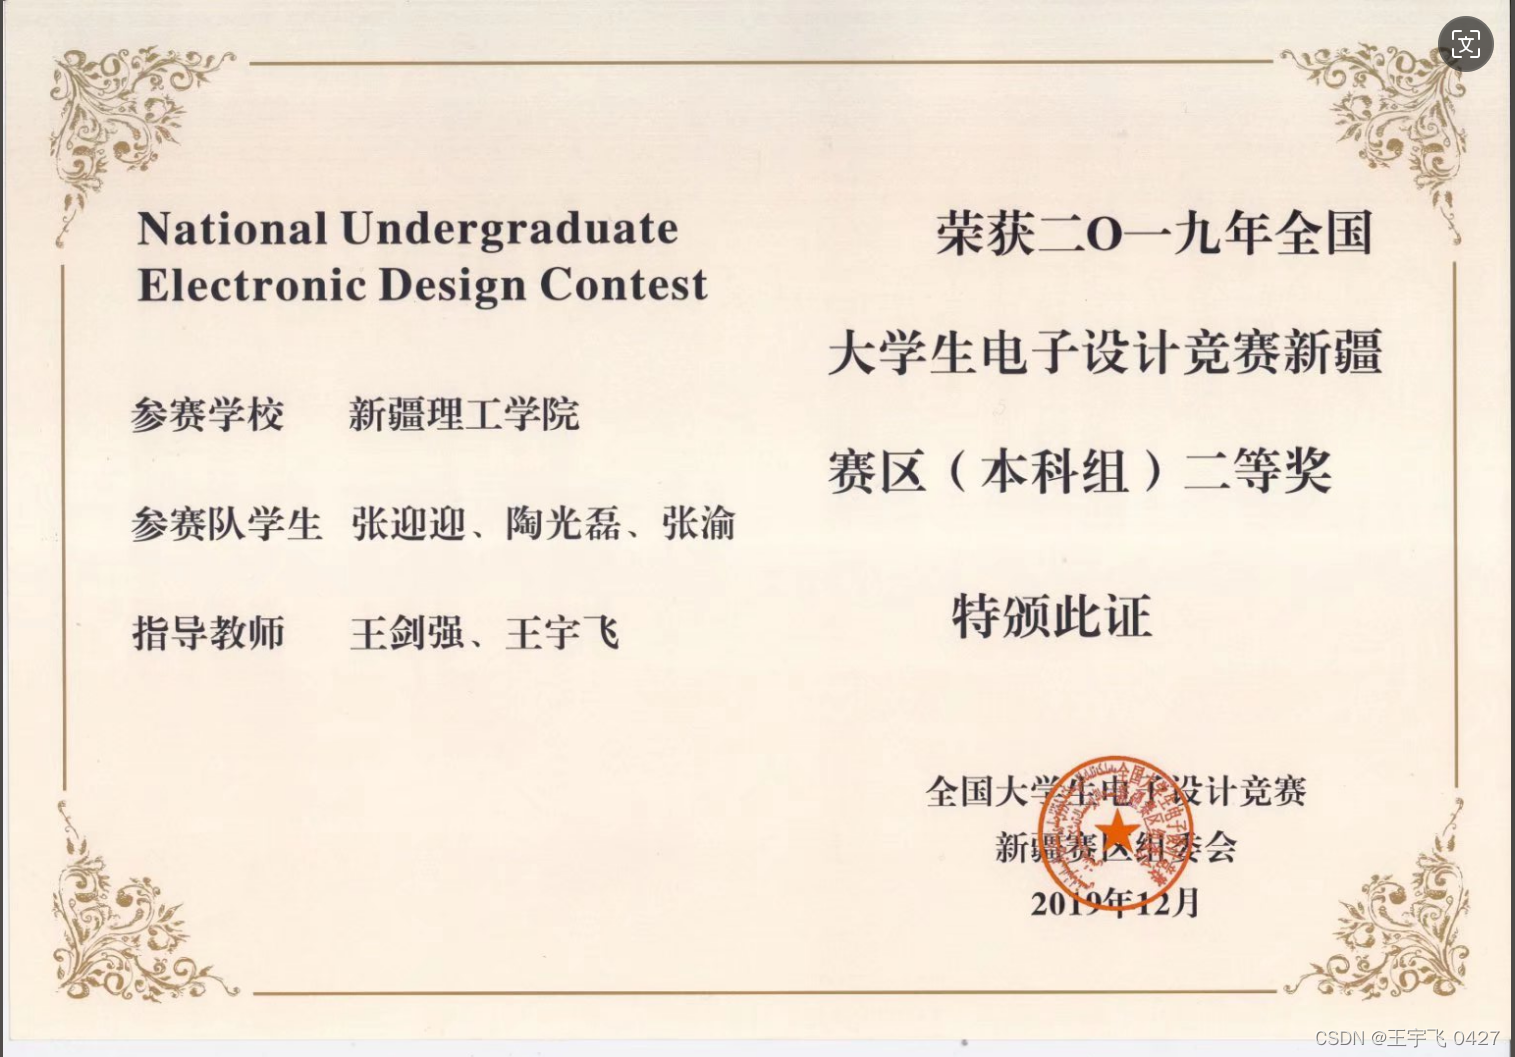 National Undergraduate
Electronic Design Contest
参赛学校 新疆理工学院
参赛队学生 张迎迎、陶光磊、张渝
指导教师 王剑强、王宇飞
荣获二O一九年全国
大学生电子设计竞赛新疆
赛区（本科组）二等奖
特颁此证
全国大学生电子设计竞赛
新疆赛区组委会
2019年12月
文
CSDN @王宇飞 0427